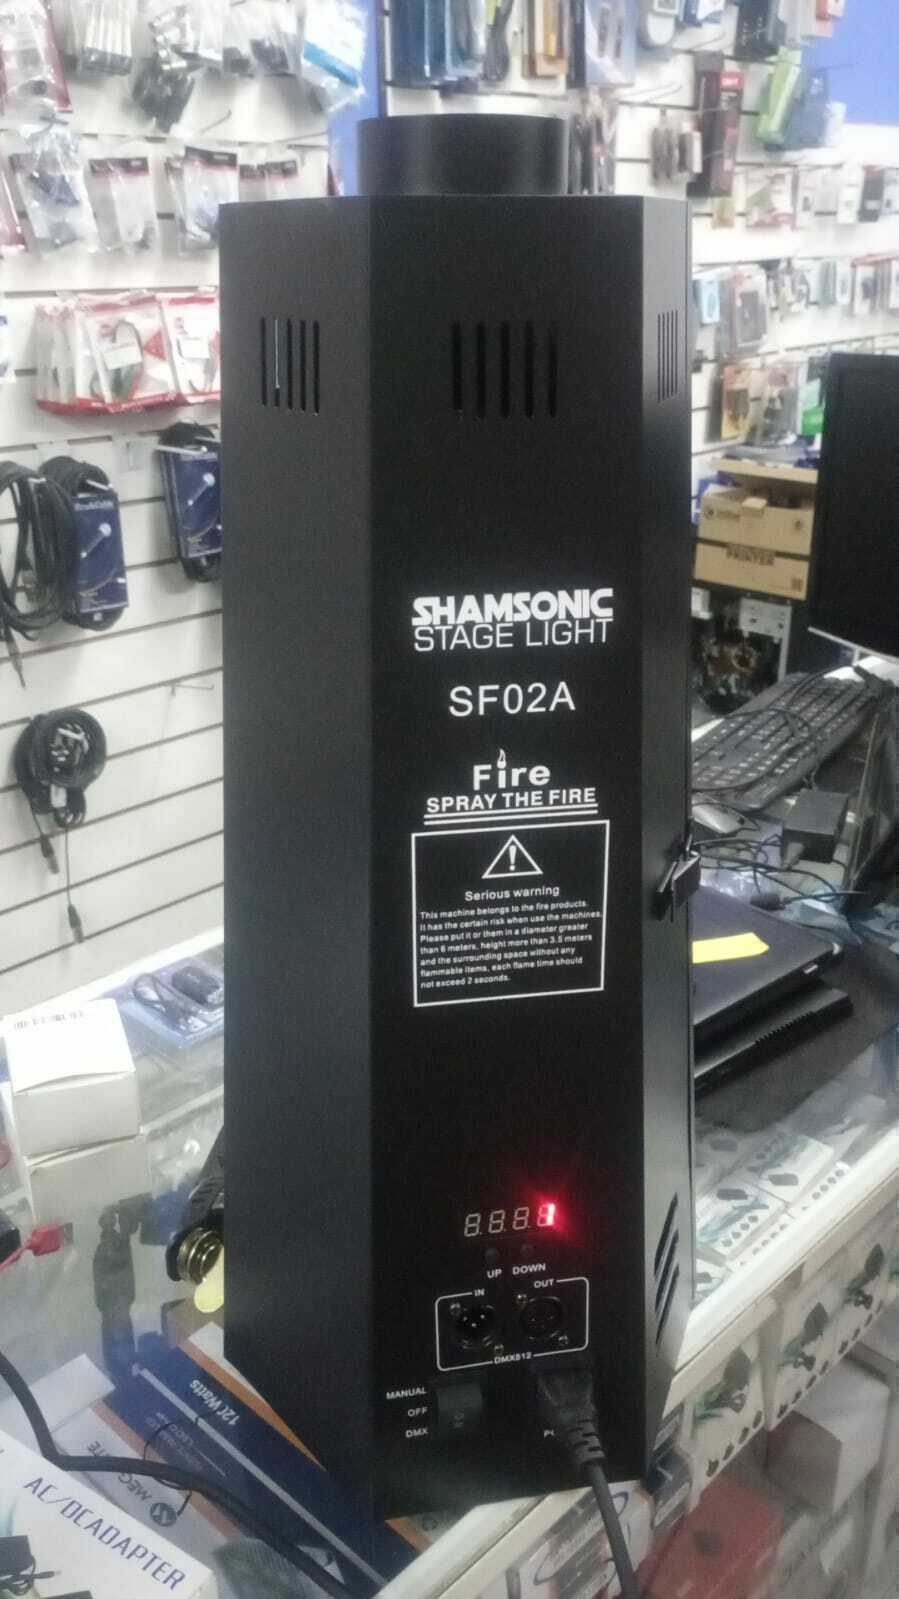 SHAMSONIC
STAGE LIGHT
SF02A
Fire
SPRAY THE FIRE
Serious warning
This machine belongs to the fire products.
It has the certain risk when use the machines.
Please put it or them in a diameter greater
than 6 meters, height more than 3.5 meters
and the surrounding space without any
flammable items, each flame time should
not exceed 2 seconds.
UP DOWN
IN OUT
DMX512
MANUAL
OFF
DMX
PRINTER
120 Watts
AC/DCADAPTER